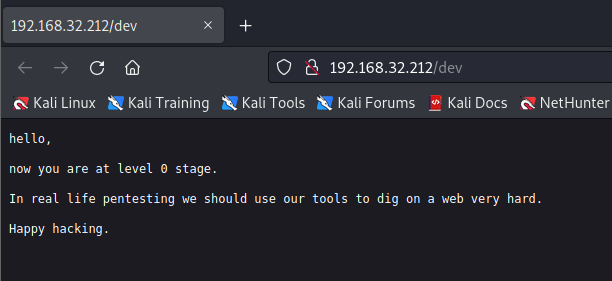 192.168.32.212/dev
192.168.32.212/dev
Kali Linux Kali Training Kali Tools Kali Forums Kali Docs NetHunter
hello,
now you are at level 0 stage.
In real life pentesting we should use our tools to dig on a web very hard.
Happy hacking.